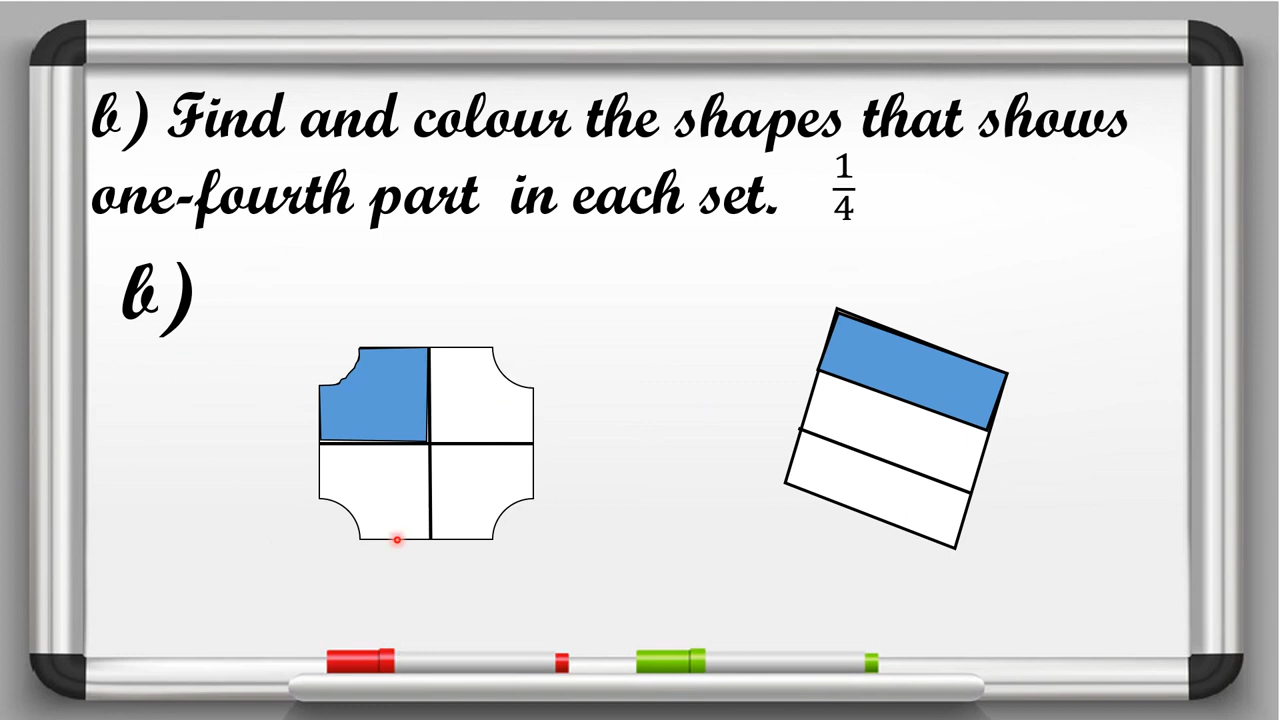 b) Find and colour the shapes that shows
one-fourth part in each set. 1/4
b)